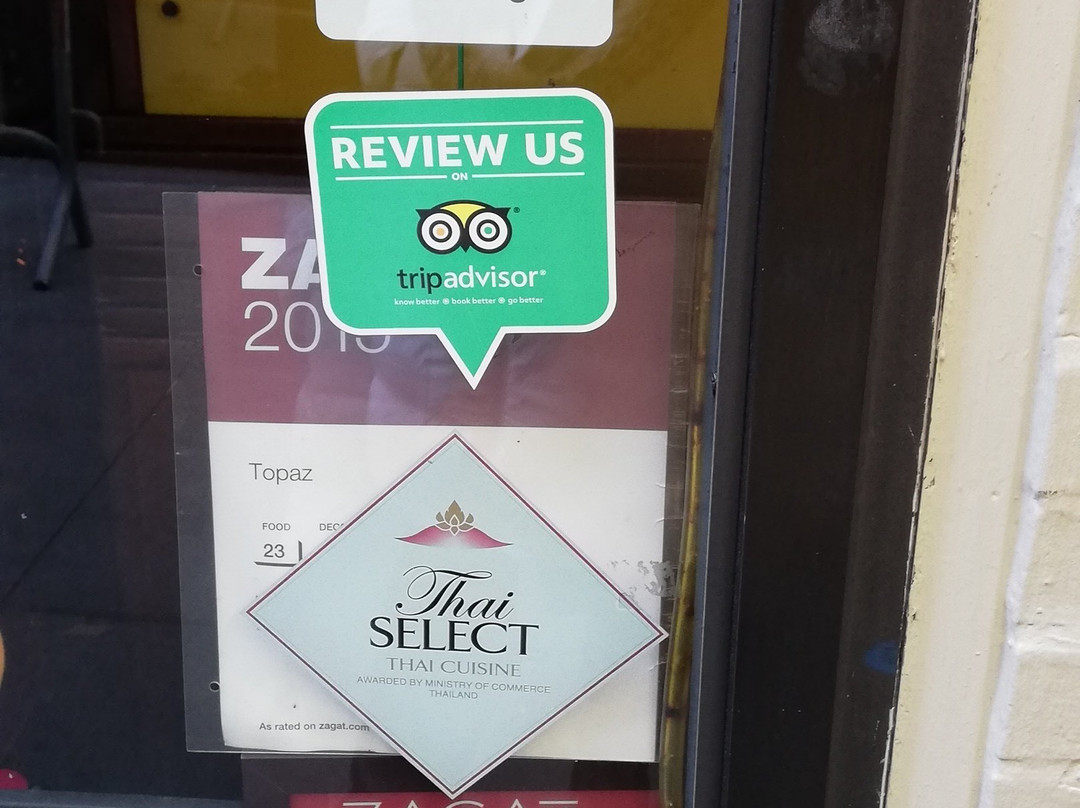 REVIEW US
ON
tripadvisor®
know better book better go better
Topaz
FOOD
23
Thai
SELECT
THAI CUISINE
AWARDED BY MINISTRY OF COMMERCE
THAILAND
As rated on zagat.com
ZAGAT